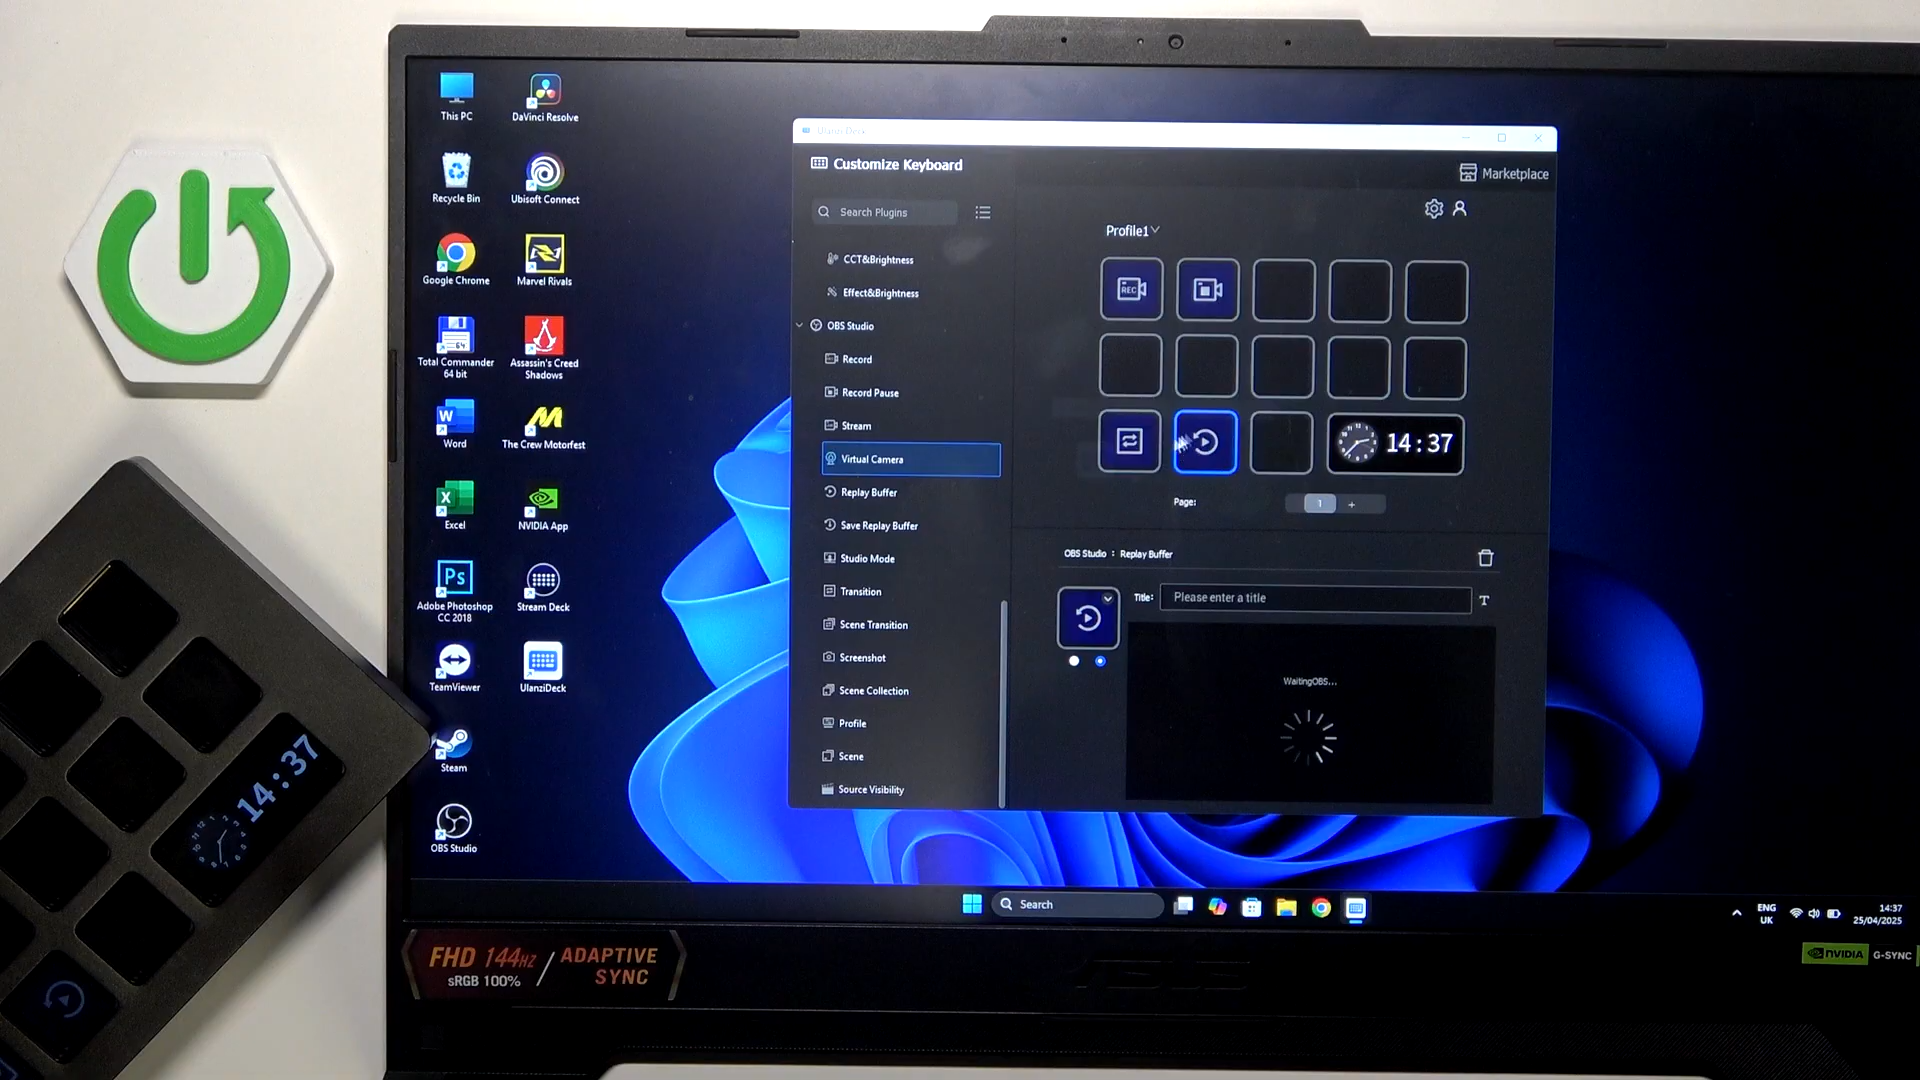 This PC
DaVinci Resolve
Recycle Bin
Ubisoft Connect
Google Chrome
Marvel Rivals
Total Commander
64 bit
Assassin's Creed
Shadows
Word
The Crew Motorfest
Excel
NVIDIA App
Adobe Photoshop
CC 2018
Stream Deck
TeamViewer
UlanziDeck
Steam
OBS Studio
Ulanzi Deck
Customize Keyboard
Marketplace
Search Plugins
CCT&Brightness
Effect&Brightness
OBS Studio
Record
Record Pause
Stream
Virtual Camera
Replay Buffer
Save Replay Buffer
Studio Mode
Transition
Scene Transition
Screenshot
Scene Collection
Profile
Scene
Source Visibility
Profile1
REC
14:37
Page:
1 +
OBS Studio : Replay Buffer
Title: Please enter a title
T
WaitingOBS...
14:37
Search
ENG
UK
14:37
25/04/2025
FHD 144HZ
sRGB 100%
ADAPTIVE
SYNC
ASUS
NVIDIA G-SYNC